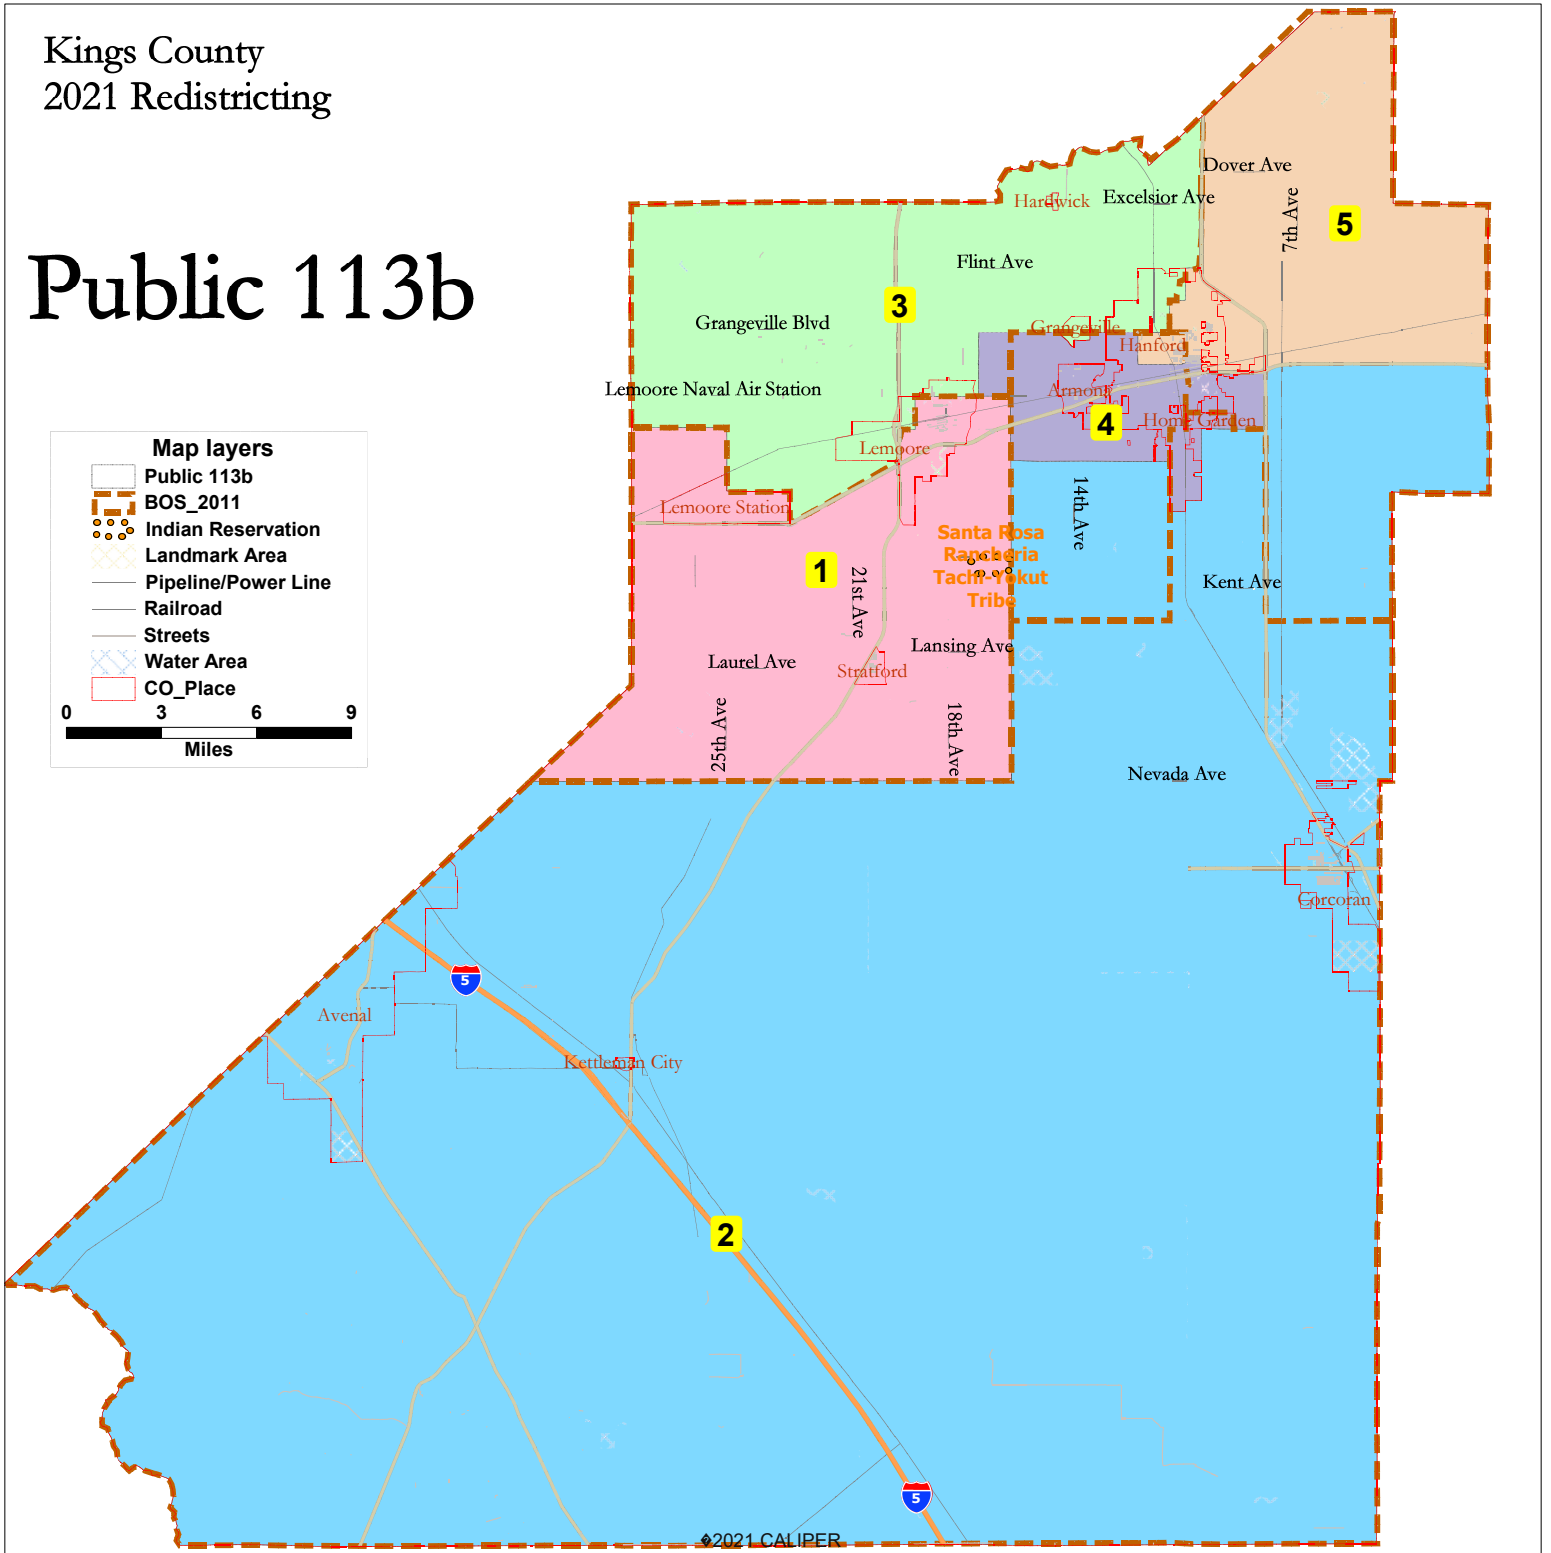 Kings County
2021 Redistricting
Public 113b
Dover Ave
Hardwick
Excelsior Ave
7th Ave
5
Flint Ave
3
Grangeville Blvd
Grangeville
Hanford
Lemoore Naval Air Station
Armona
4
Home Garden
Lemoore
Lemoore Station
14th Ave
Santa Rosa
Rancheria
Tachi-Yokut
Tribe
1
21st Ave
Kent Ave
Lansing Ave
Laurel Ave
Stratford
25th Ave
18th Ave
Nevada Ave
Map layers
Public 113b
BOS_2011
Indian Reservation
Landmark Area
Pipeline/Power Line
Railroad
Streets
Water Area
CO_Place
0 3 6 9
Miles
Corcoran
5
Avenal
Kettleman City
2
5
�2021 CALIPER